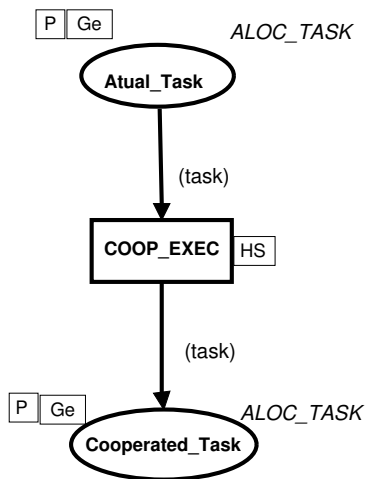 P Ge
ALOC_TASK
Atual_Task
(task)
COOP_EXEC
HS
(task)
P Ge
ALOC_TASK
Cooperated_Task